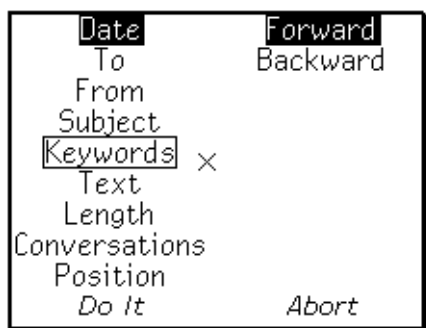 Date Forward
To Backward
From
Subject
Keywords
Text
Length
Conversations
Position
Do It Abort